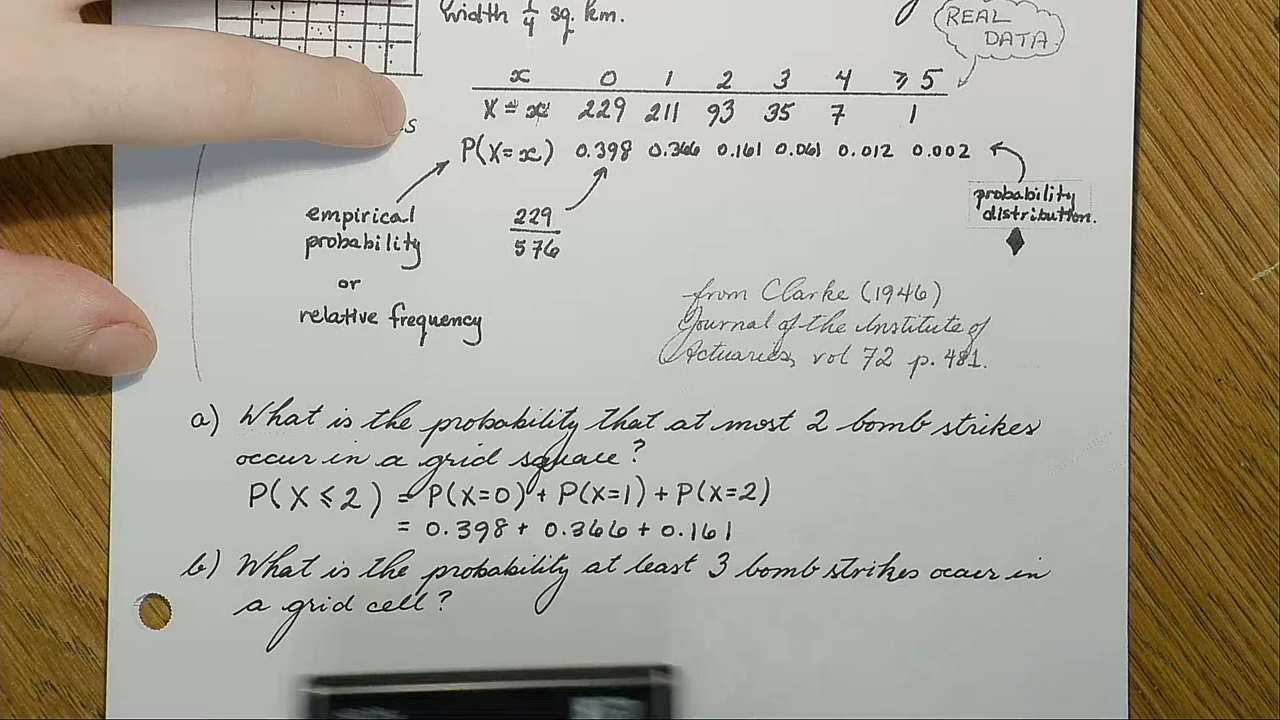 width 1/4 sq. km.
REAL
DATA
x 0 1 2 3 4 ≥ 5
X = x 229 211 93 35 7 1
P(X=x) 0.398 0.366 0.161 0.061 0.012 0.002
probability
distribution.
empirical
probability
or
relative frequency
229
576
from Clarke (1946)
Journal of the Institute of
Actuaries, vol 72 p. 481.
a) What is the probability that at most 2 bomb strikes
occur in a grid square?
P(X ≤ 2) = P(X=0) + P(X=1) + P(X=2)
= 0.398 + 0.366 + 0.161
b) What is the probability at least 3 bomb strikes occur in
a grid cell?